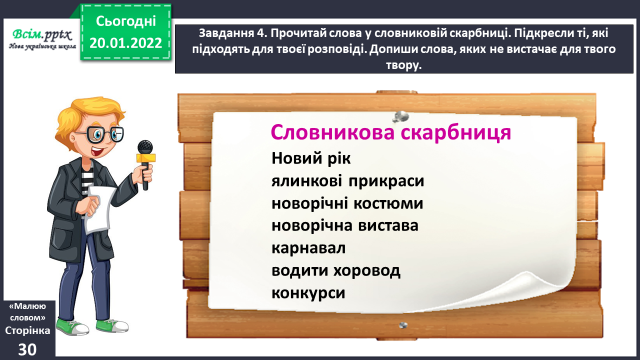 Всім.pptx
Нова українська школа
Сьогодні
20.01.2022
Завдання 4. Прочитай слова у словниковій скарбниці. Підкресли ті, які
підходять для твоєї розповіді. Допиши слова, яких не вистачає для твого
твору.
Словникова скарбниця
Новий рік
ялинкові прикраси
новорічні костюми
новорічна вистава
карнавал
водити хоровод
конкурси
«Малюю
словом»
Сторінка
30